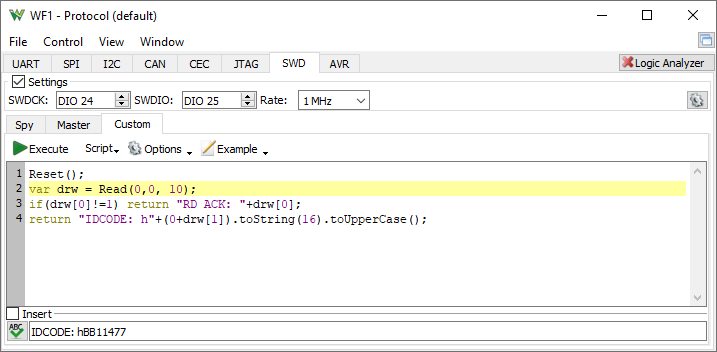 WF1 - Protocol (default)
File Control View Window
UART SPI I2C CAN CEC JTAG SWD AVR Logic Analyzer
Settings
SWDCK: DIO 24 SWDIO: DIO 25 Rate: 1 MHz
Spy Master Custom
Execute Script Options Example
1 Reset();
2 var drw = Read(0,0, 10);
3 if(drw[0]!=1) return "RD ACK: "+drw[0];
4 return "IDCODE: h"+(0+drw[1]).toString(16).toUpperCase();
Insert
ABC IDCODE: hBB11477